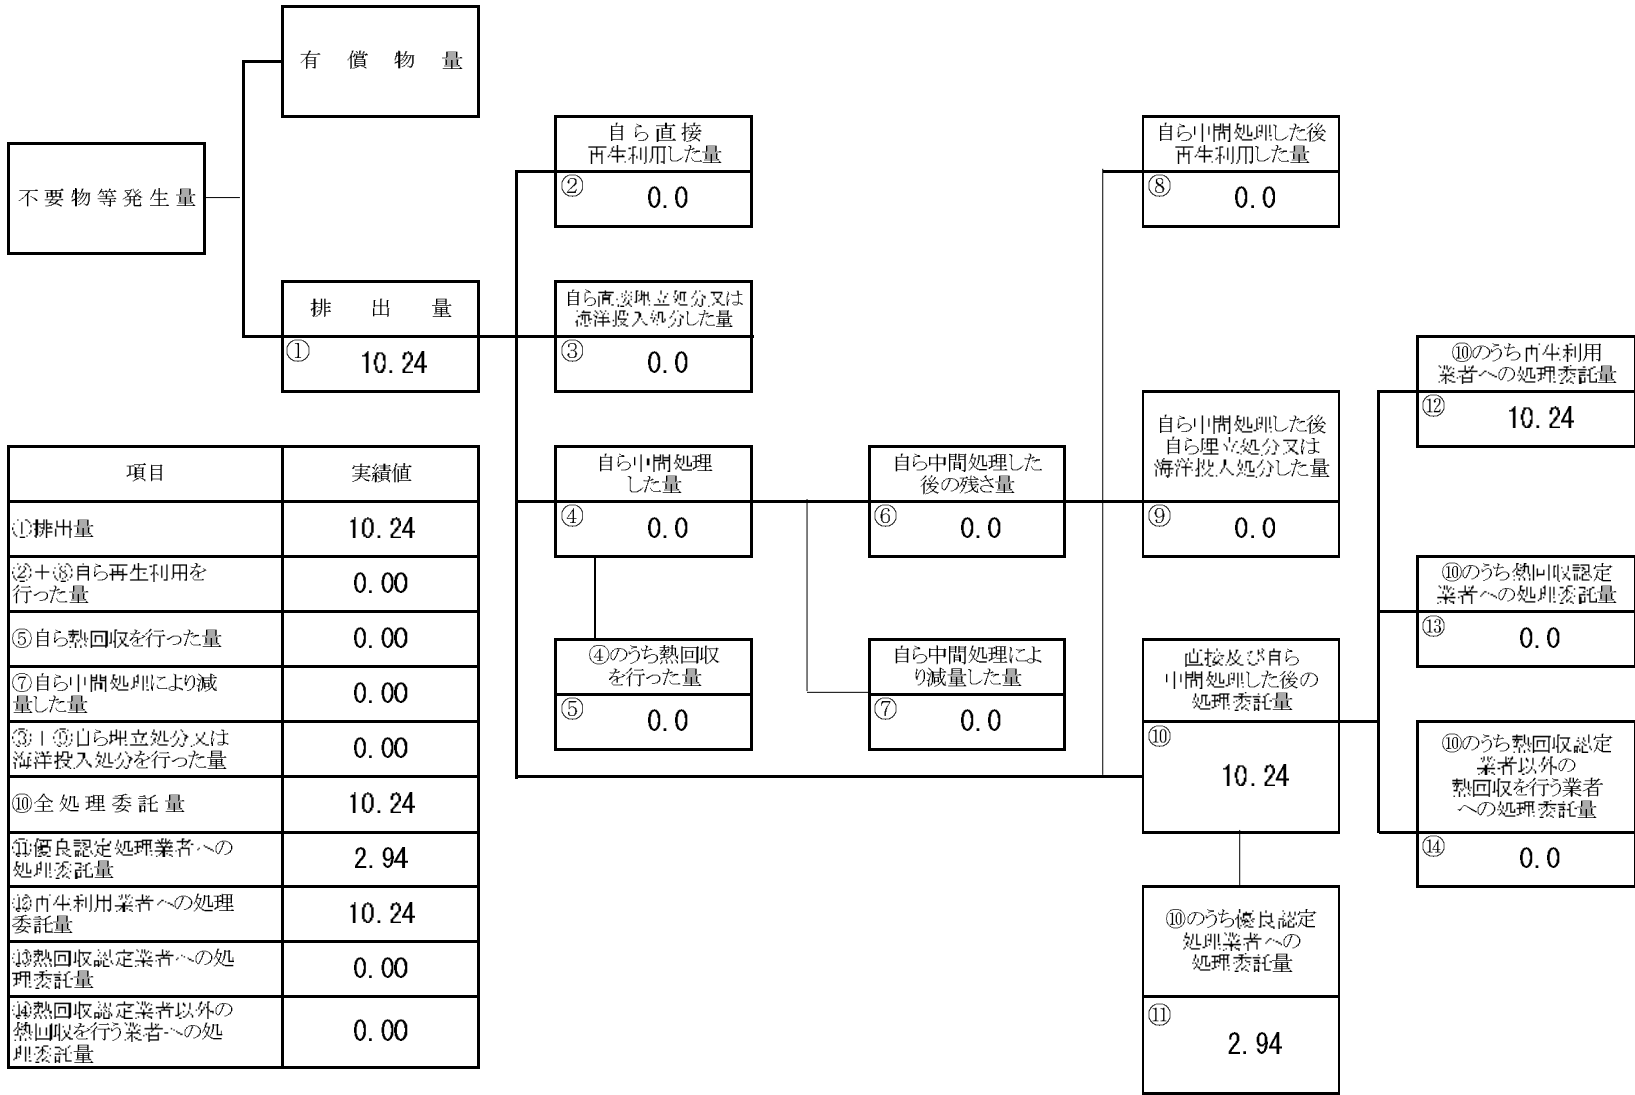 有償物量
不要物等発生量
排出量
①
10.24
自ら直接
再生利用した量
②
0.0
自ら直接埋立処分又は
海洋投入処分した量
③
0.0
自ら中間処理
した量
④
0.0
④のうち熱回収
を行った量
⑤
0.0
自ら中間処理した
後の残さ量
⑥
0.0
自ら中間処理によ
り減量した量
⑦
0.0
自ら中間処理した後
再生利用した量
⑧
0.0
自ら中間処理した後
自ら埋立処分又は
海洋投入処分した量
⑨
0.0
直接及び自ら
中間処理した後の
処理委託量
⑩
10.24
⑩のうち優良認定
処理業者への
処理委託量
⑪
2.94
⑩のうち再生利用
業者への処理委託量
⑫
10.24
⑩のうち熱回収認定
業者への処理委託量
⑬
0.0
⑩のうち熱回収認定
業者以外の
熱回収を行う業者
への処理委託量
⑭
0.0
項目 実績値
①排出量 10.24
②+⑧自ら再生利用を
行った量 0.00
⑤自ら熱回収を行った量 0.00
⑦自ら中間処理により減
量した量 0.00
③+⑨自ら埋立処分又は
海洋投入処分を行った量 0.00
⑩全処理委託量 10.24
⑪優良認定処理業者への
処理委託量 2.94
⑫再生利用業者への処理
委託量 10.24
⑬熱回収認定業者への処
理委託量 0.00
⑭熱回収認定業者以外の
熱回収を行う業者への処
理委託量 0.00